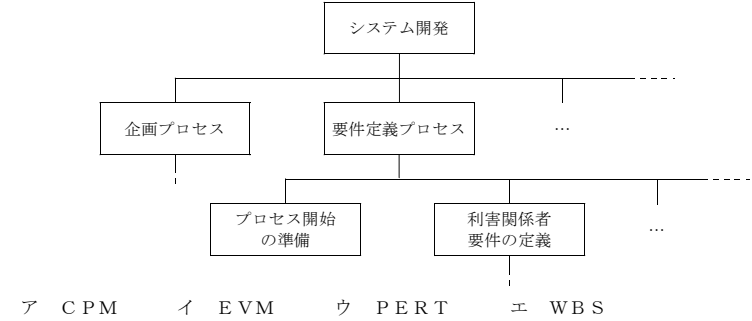 システム開発
企画プロセス
要件定義プロセス
…
プロセス開始
の準備
利害関係者
要件の定義
…
ア　ＣＰＭ　イ　ＥＶＭ　ウ　ＰＥＲＴ　エ　ＷＢＳ